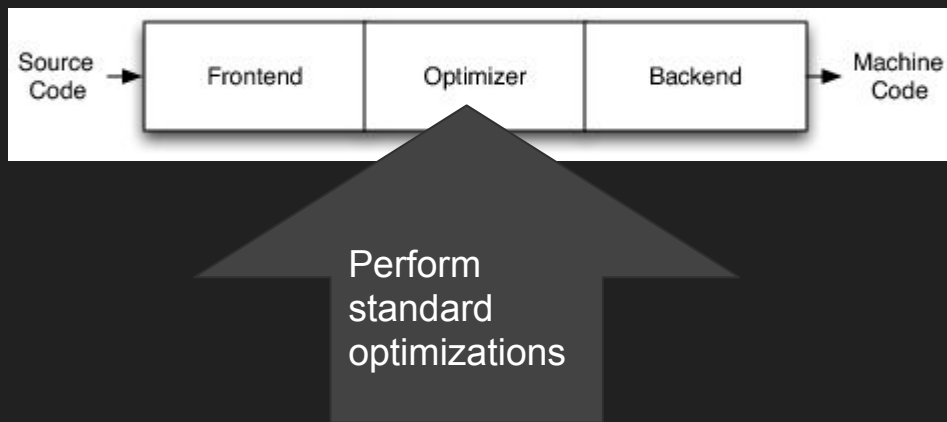 Source
Code
Frontend
Optimizer
Backend
Machine
Code
Perform
standard
optimizations